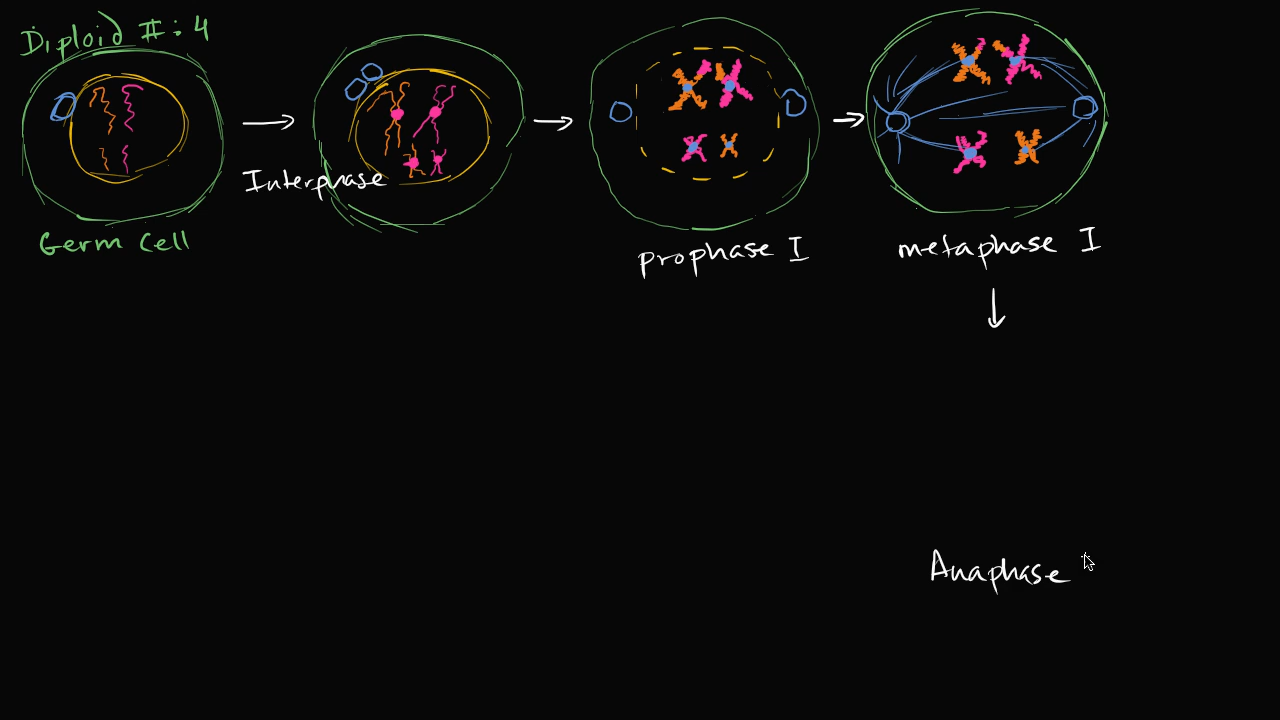 Diploid #: 4
Germ Cell
Interphase
prophase I
metaphase I
Anaphase